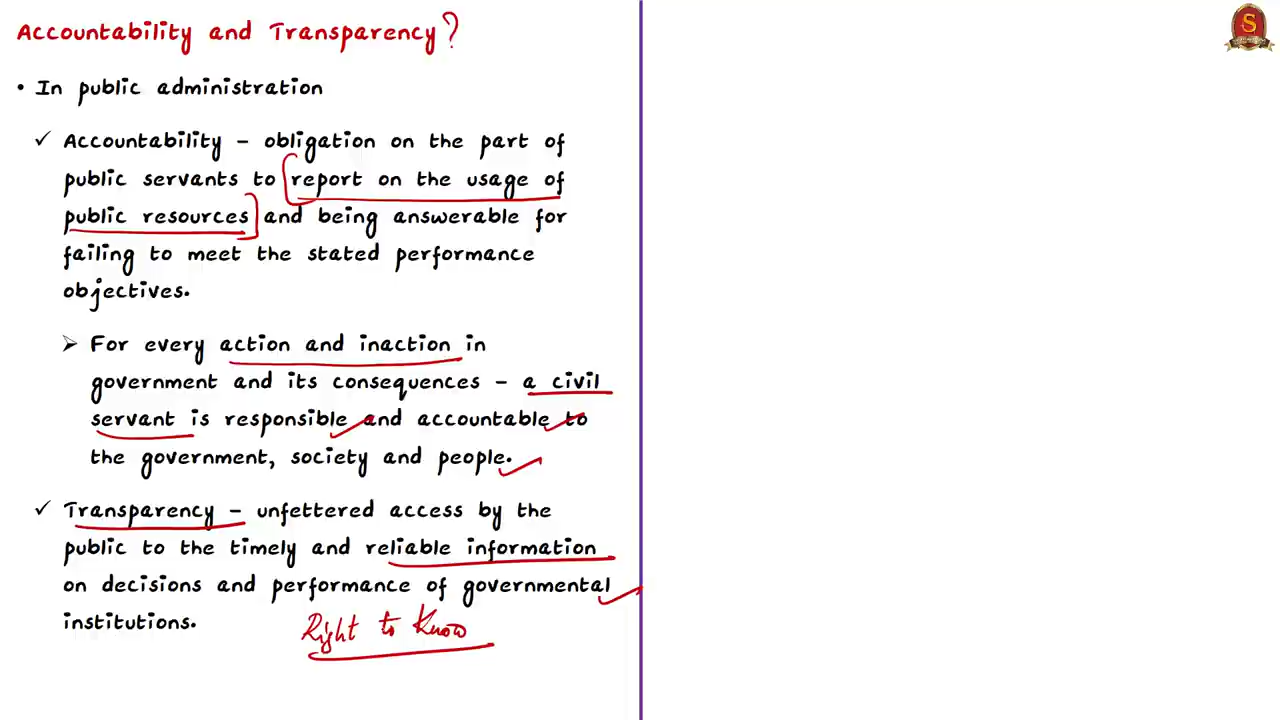 Accountability and Transparency?
• In public administration
✓ Accountability – obligation on the part of
public servants to report on the usage of
public resources and being answerable for
failing to meet the stated performance
objectives.
➢ For every action and inaction in
government and its consequences – a civil
servant is responsible and accountable to
the government, society and people.
✓ Transparency – unfettered access by the
public to the timely and reliable information
on decisions and performance of governmental
institutions.
Right to Know
S